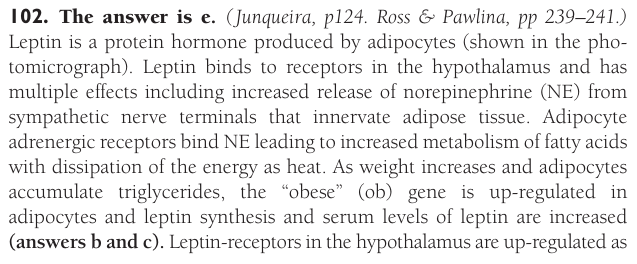 102. The answer is e. (Junqueira, p124. Ross & Pawlina, pp 239–241.)
Leptin is a protein hormone produced by adipocytes (shown in the pho-
tomicrograph). Leptin binds to receptors in the hypothalamus and has
multiple effects including increased release of norepinephrine (NE) from
sympathetic nerve terminals that innervate adipose tissue. Adipocyte
adrenergic receptors bind NE leading to increased metabolism of fatty acids
with dissipation of the energy as heat. As weight increases and adipocytes
accumulate triglycerides, the “obese” (ob) gene is up-regulated in
adipocytes and leptin synthesis and serum levels of leptin are increased
(answers b and c). Leptin-receptors in the hypothalamus are up-regulated as